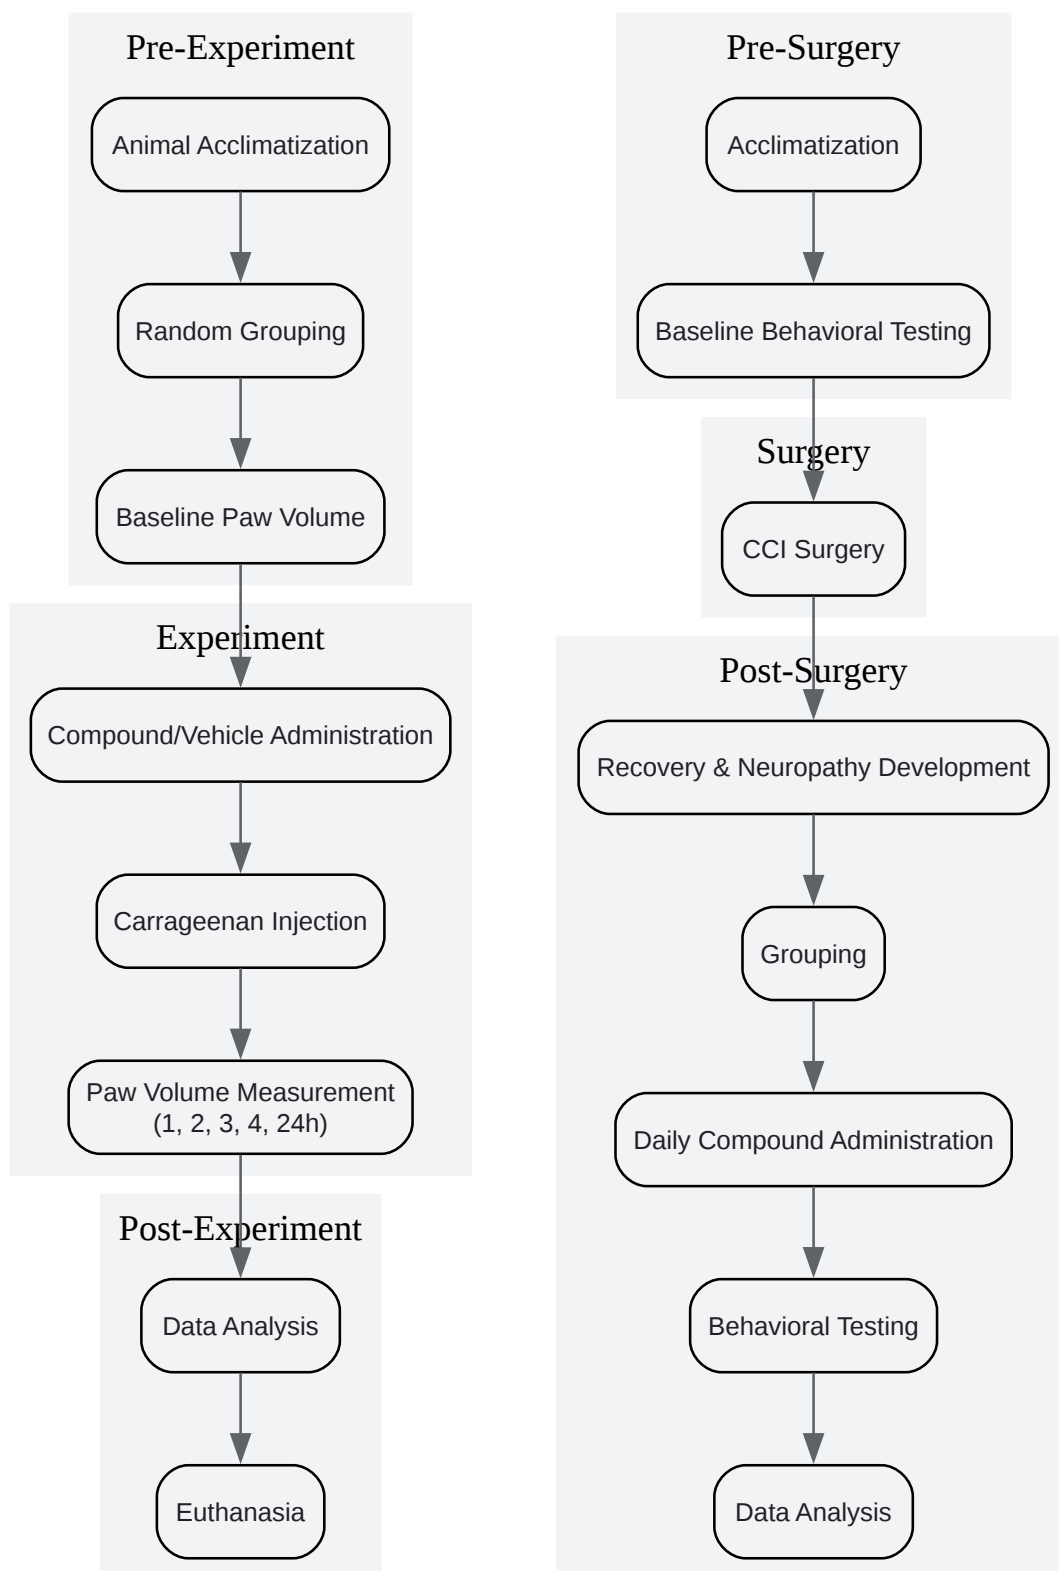 Pre-Experiment
Animal Acclimatization
Random Grouping
Baseline Paw Volume
Experiment
Compound/Vehicle Administration
Carrageenan Injection
Paw Volume Measurement
(1, 2, 3, 4, 24h)
Post-Experiment
Data Analysis
Euthanasia
Pre-Surgery
Acclimatization
Baseline Behavioral Testing
Surgery
CCI Surgery
Post-Surgery
Recovery & Neuropathy Development
Grouping
Daily Compound Administration
Behavioral Testing
Data Analysis